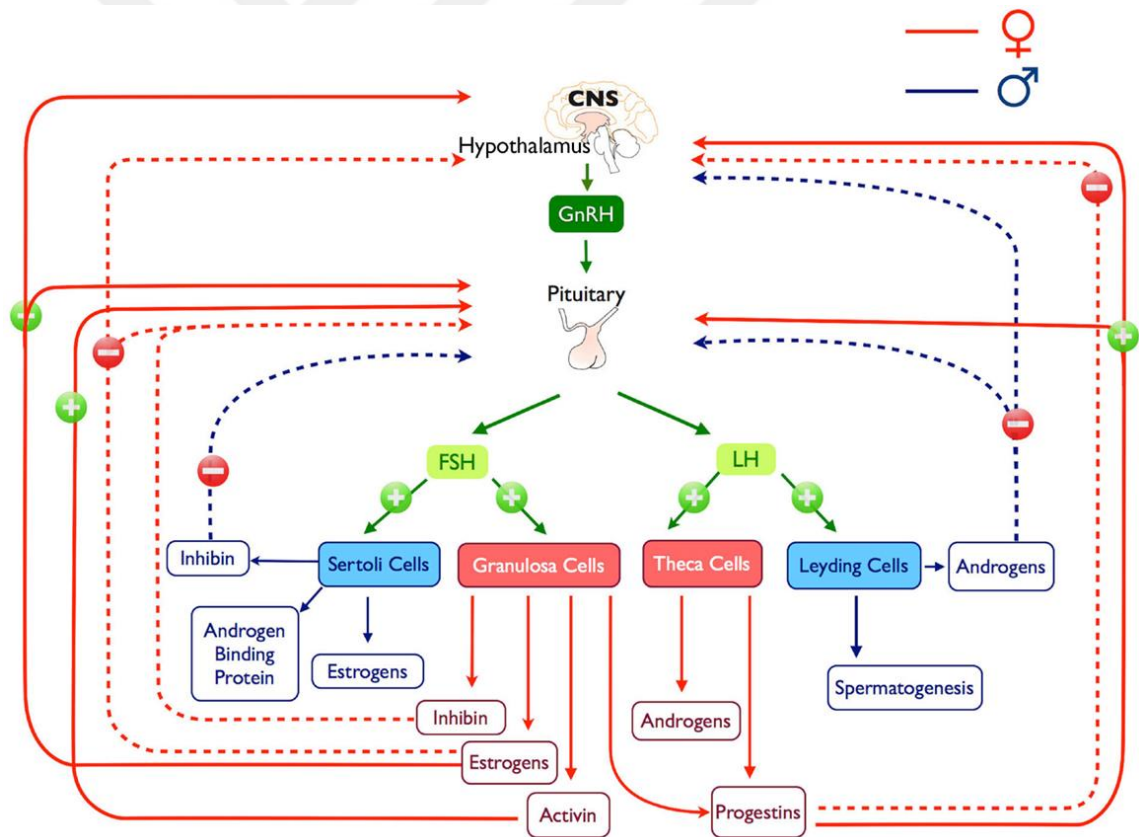 CNS
Hypothalamus
GnRH
Pituitary
FSH
LH
Inhibin
Sertoli Cells
Granulosa Cells
Theca Cells
Leyding Cells
Androgens
Androgen
Binding
Protein
Estrogens
Spermatogenesis
Inhibin
Androgens
Estrogens
Activin
Progestins